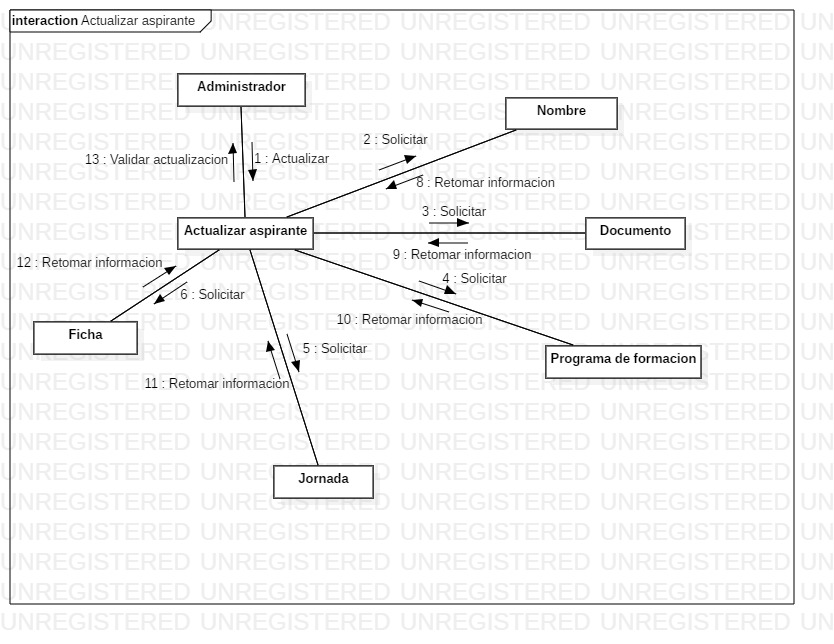 interaction Actualizar aspirante
Administrador
Nombre
2 : Solicitar
13 : Validar actualizacion
1 : Actualizar
8 : Retomar informacion
3 : Solicitar
Actualizar aspirante
Documento
9 : Retomar informacion
12 : Retomar informacion
4 : Solicitar
6 : Solicitar
10 : Retomar informacion
Ficha
5 : Solicitar
Programa de formacion
11 : Retomar informacion
Jornada
UNREGISTERED